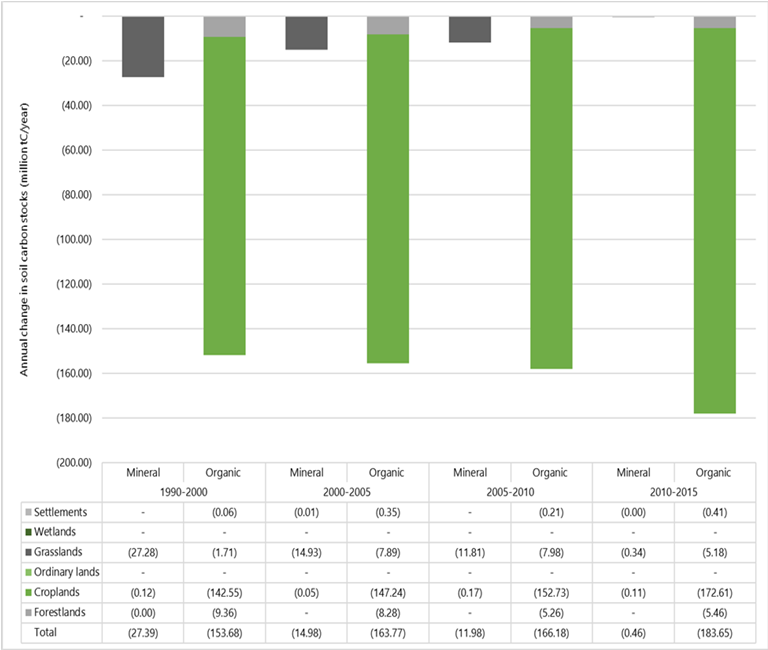 Annual change in soil carbon stocks (million tC/year)
-
(20.00)
(40.00)
(60.00)
(80.00)
(100.00)
(120.00)
(140.00)
(160.00)
(180.00)
(200.00)
Mineral Organic Mineral Organic Mineral Organic Mineral Organic
1990-2000 2000-2005 2005-2010 2010-2015
Settlements - (0.06) (0.01) (0.35) - (0.21) (0.00) (0.41)
Wetlands - - - - - - - -
Grasslands (27.28) (1.71) (14.93) (7.89) (11.81) (7.98) (0.34) (5.18)
Ordinary lands - - - - - - - -
Croplands (0.12) (142.55) (0.05) (147.24) (0.17) (152.73) (0.11) (172.61)
Forestlands (0.00) (9.36) - (8.28) - (5.26) - (5.46)
Total (27.39) (153.68) (14.98) (163.77) (11.98) (166.18) (0.46) (183.65)